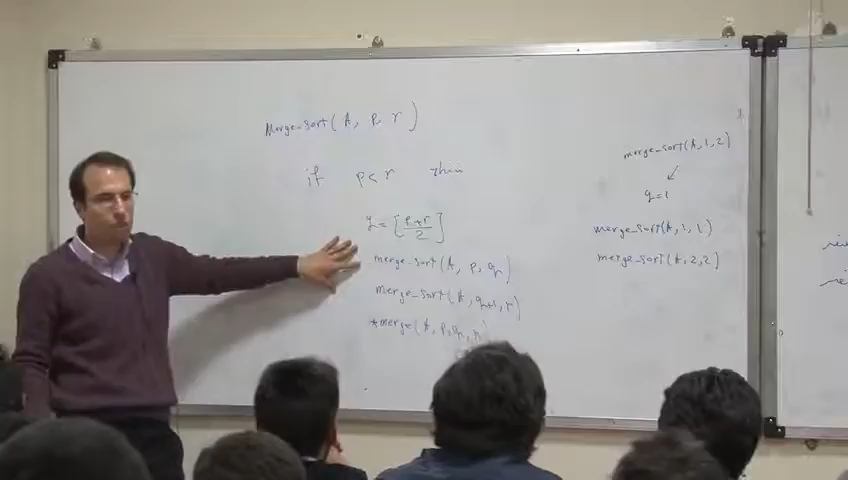 Merge-sort(A, p, r)
if p<r then
q = [p+r/2]
merge-sort(A, p, q)
merge-sort(A, q+1, r)
*merge(A, p, q, r)
merge-sort(A,1,2)
q=1
merge-sort(A,1,1)
merge-sort(A,2,2)